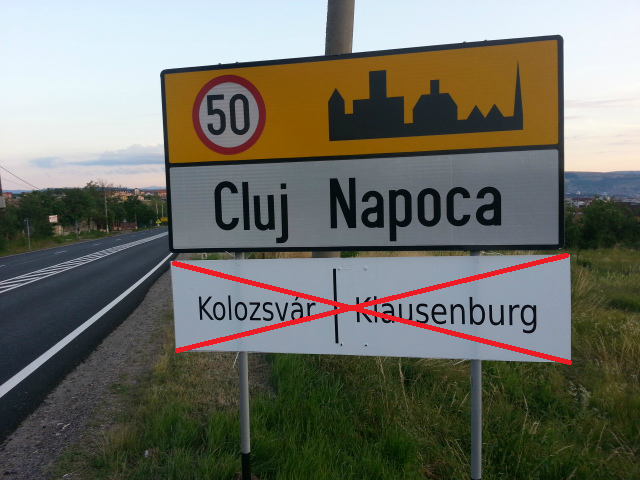 50
Cluj Napoca
Kolozsvár | Klausenburg